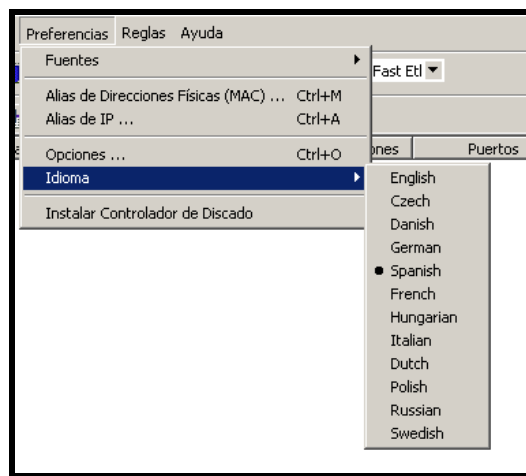 Preferencias Reglas Ayuda
Fuentes
Fast Etl
Alias de Direcciones Físicas (MAC) ... Ctrl+M
Alias de IP ... Ctrl+A
Opciones ... Ctrl+O
nes Puertos
Idioma
English
Czech
Instalar Controlador de Discado
Danish
German
Spanish
French
Hungarian
Italian
Dutch
Polish
Russian
Swedish